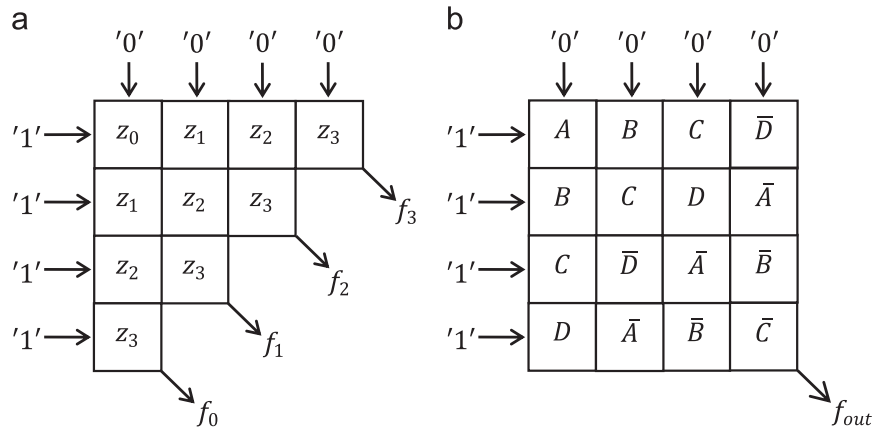 a
'0' '0' '0' '0'
'1' z₀ z₁ z₂ z₃
f₃
'1' z₁ z₂ z₃
f₂
'1' z₂ z₃
f₁
'1' z₃
f₀
b
'0' '0' '0' '0'
'1' A B C D̅
'1' B C D A̅
'1' C D̅ A̅ B̅
'1' D A̅ B̅ C̅
fₒᵤₜ